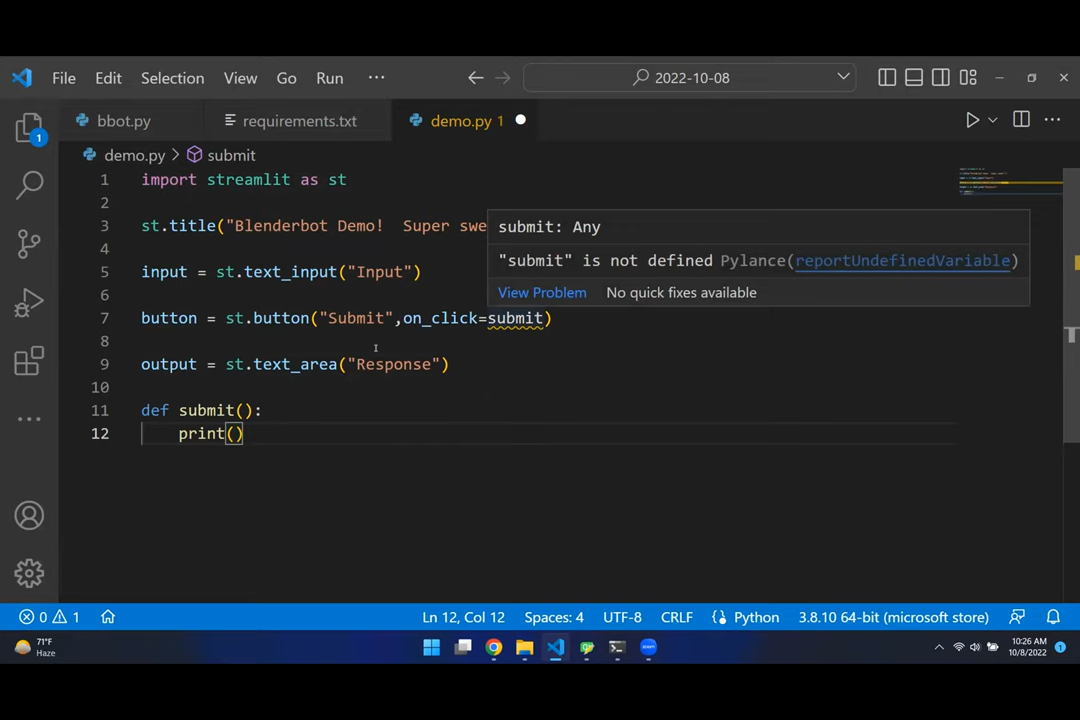 File Edit Selection View Go Run ··· 2022-10-08
bbot.py requirements.txt demo.py 1
demo.py > submit
1 import streamlit as st
2
3 st.title("Blenderbot Demo!  Super swe
submit: Any
"submit" is not defined Pylance(reportUndefinedVariable)
View Problem No quick fixes available
4
5 input = st.text_input("Input")
6
7 button = st.button("Submit",on_click=submit)
8
9 output = st.text_area("Response")
10
11 def submit():
12 print()
1
0 1 Ln 12, Col 12 Spaces: 4 UTF-8 CRLF {} Python 3.8.10 64-bit (microsoft store)
71°F
Haze
10:26 AM
10/8/2022
1